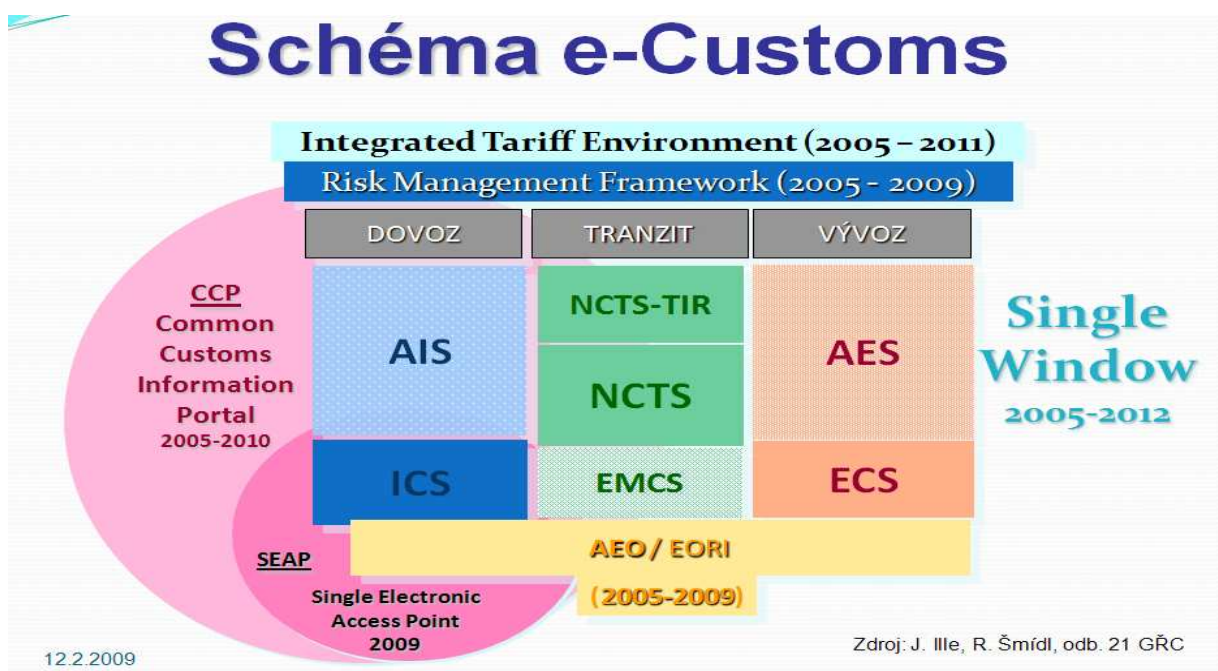 Schéma e-Customs
Integrated Tariff Environment (2005 – 2011)
Risk Management Framework (2005 - 2009)
DOVOZ
TRANZIT
VÝVOZ
CCP
Common
Customs
Information
Portal
2005-2010
AIS
NCTS-TIR
NCTS
AES
Single
Window
2005-2012
ICS
EMCS
ECS
AEO / EORI
(2005-2009)
SEAP
Single Electronic
Access Point
2009
12.2.2009
Zdroj: J. Ille, R. Šmídl, odb. 21 GŘC